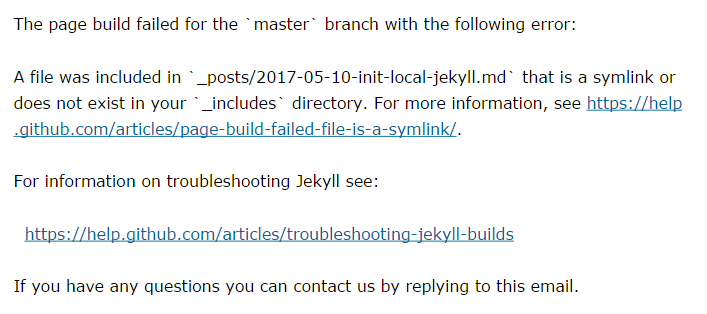 The page build failed for the `master` branch with the following error:
A file was included in `_posts/2017-05-10-init-local-jekyll.md` that is a symlink or
does not exist in your `_includes` directory. For more information, see https://help
.github.com/articles/page-build-failed-file-is-a-symlink/.
For information on troubleshooting Jekyll see:
https://help.github.com/articles/troubleshooting-jekyll-builds
If you have any questions you can contact us by replying to this email.